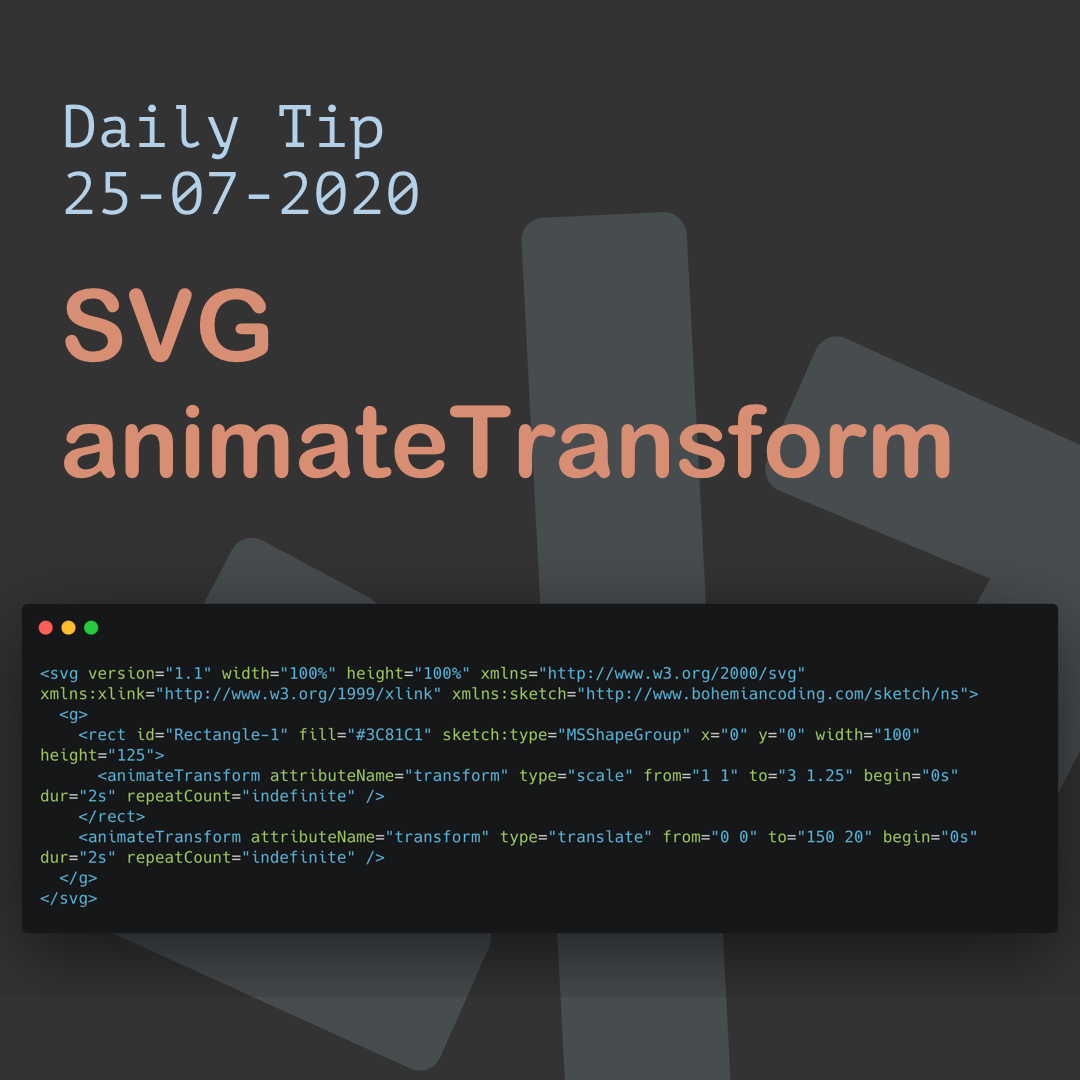 Daily Tip
25-07-2020
SVG
animateTransform
<svg version="1.1" width="100%" height="100%" xmlns="http://www.w3.org/2000/svg"
xmlns:xlink="http://www.w3.org/1999/xlink" xmlns:sketch="http://www.bohemiancoding.com/sketch/ns">
  <g>
    <rect id="Rectangle-1" fill="#3C81C1" sketch:type="MSShapeGroup" x="0" y="0" width="100"
height="125">
      <animateTransform attributeName="transform" type="scale" from="1 1" to="3 1.25" begin="0s"
dur="2s" repeatCount="indefinite" />
    </rect>
    <animateTransform attributeName="transform" type="translate" from="0 0" to="150 20" begin="0s"
dur="2s" repeatCount="indefinite" />
  </g>
</svg>